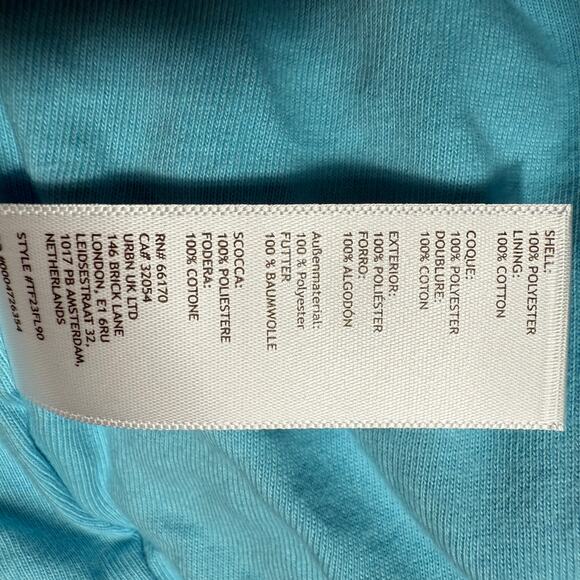 SHELL:
100% POLYESTER
LINING:
100% COTTON
COQUE:
100% POLYESTER
DOUBLURE:
100% COTON
EXTERIOR:
100% POLIÉSTER
FORRO:
100% ALGODÓN
Außenmaterial:
100 % Polyester
FUTTER
100 % BAUMWOLLE
SCOCCA:
100% POLIESTERE
FODERA:
100% COTONE
RN# 66170
CA# 32054
URBN UK LTD
146 BRICK LANE
LONDON, E1 6RU
LEIDSESTRAAT 32,
1017 PB AMSTERDAM,
NETHERLANDS
STYLE #ITF23FL90
#0004726354